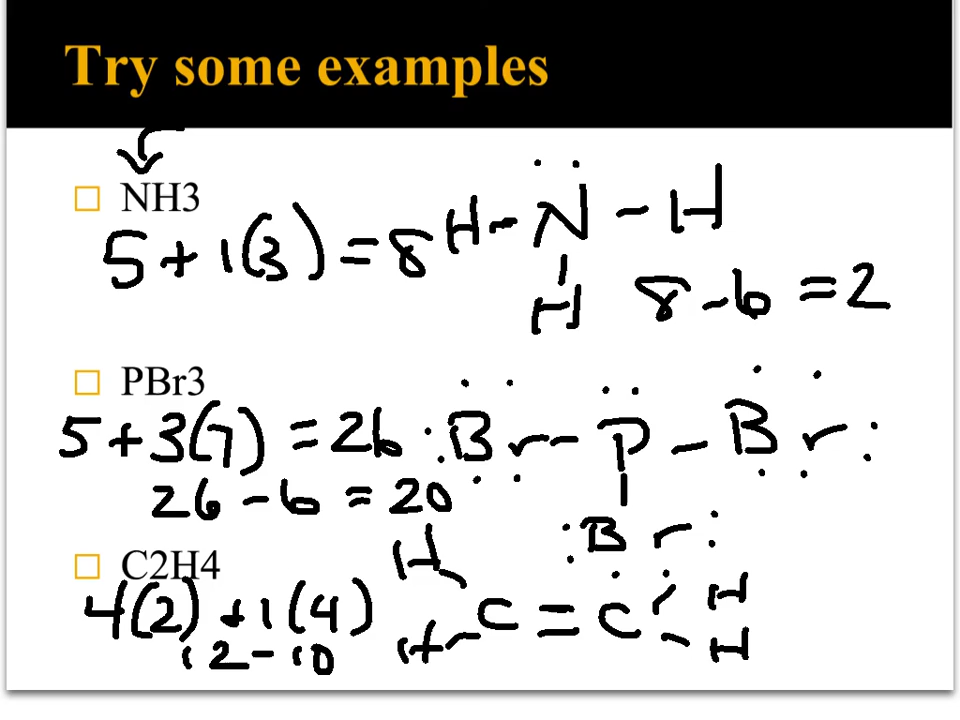 Try some examples
NH3
5 + 1(3) = 8 H - N - H
H 8 - 6 = 2
PBr3
5 + 3(7) = 26 :Br - P - Br:
26 - 6 = 20
:Br:
C2H4
H
4(2) + 1(4) C = C H
12 - 10 H H